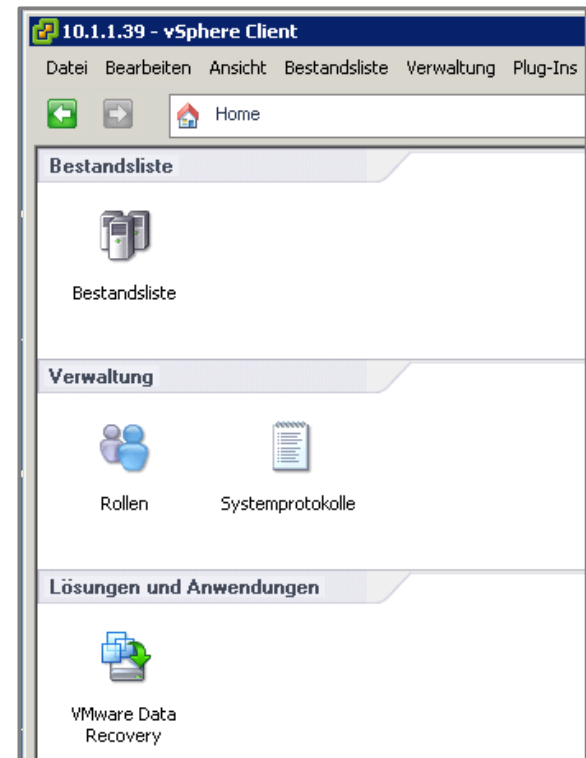 10.1.1.39 - vSphere Client
Datei Bearbeiten Ansicht Bestandsliste Verwaltung Plug-Ins
Home
Bestandsliste
Bestandsliste
Verwaltung
Rollen Systemprotokolle
Lösungen und Anwendungen
VMware Data
Recovery